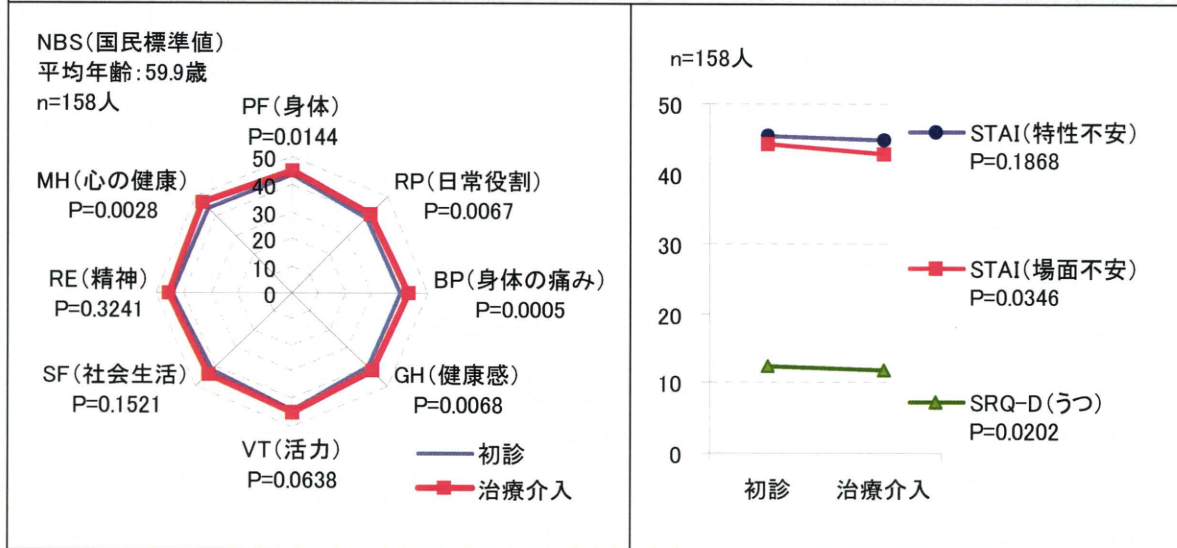 NBS(国民標準値)
平均年齢:59.9歳
n=158人
PF(身体)
P=0.0144
MH(心の健康)
P=0.0028
RP(日常役割)
P=0.0067
RE(精神)
P=0.3241
BP(身体の痛み)
P=0.0005
SF(社会生活)
P=0.1521
GH(健康感)
P=0.0068
VT(活力)
P=0.0638
50
40
30
20
10
0
初診
治療介入
n=158人
50
40
30
20
10
0
初診
治療介入
STAI(特性不安)
P=0.1868
STAI(場面不安)
P=0.0346
SRQ-D(うつ)
P=0.0202